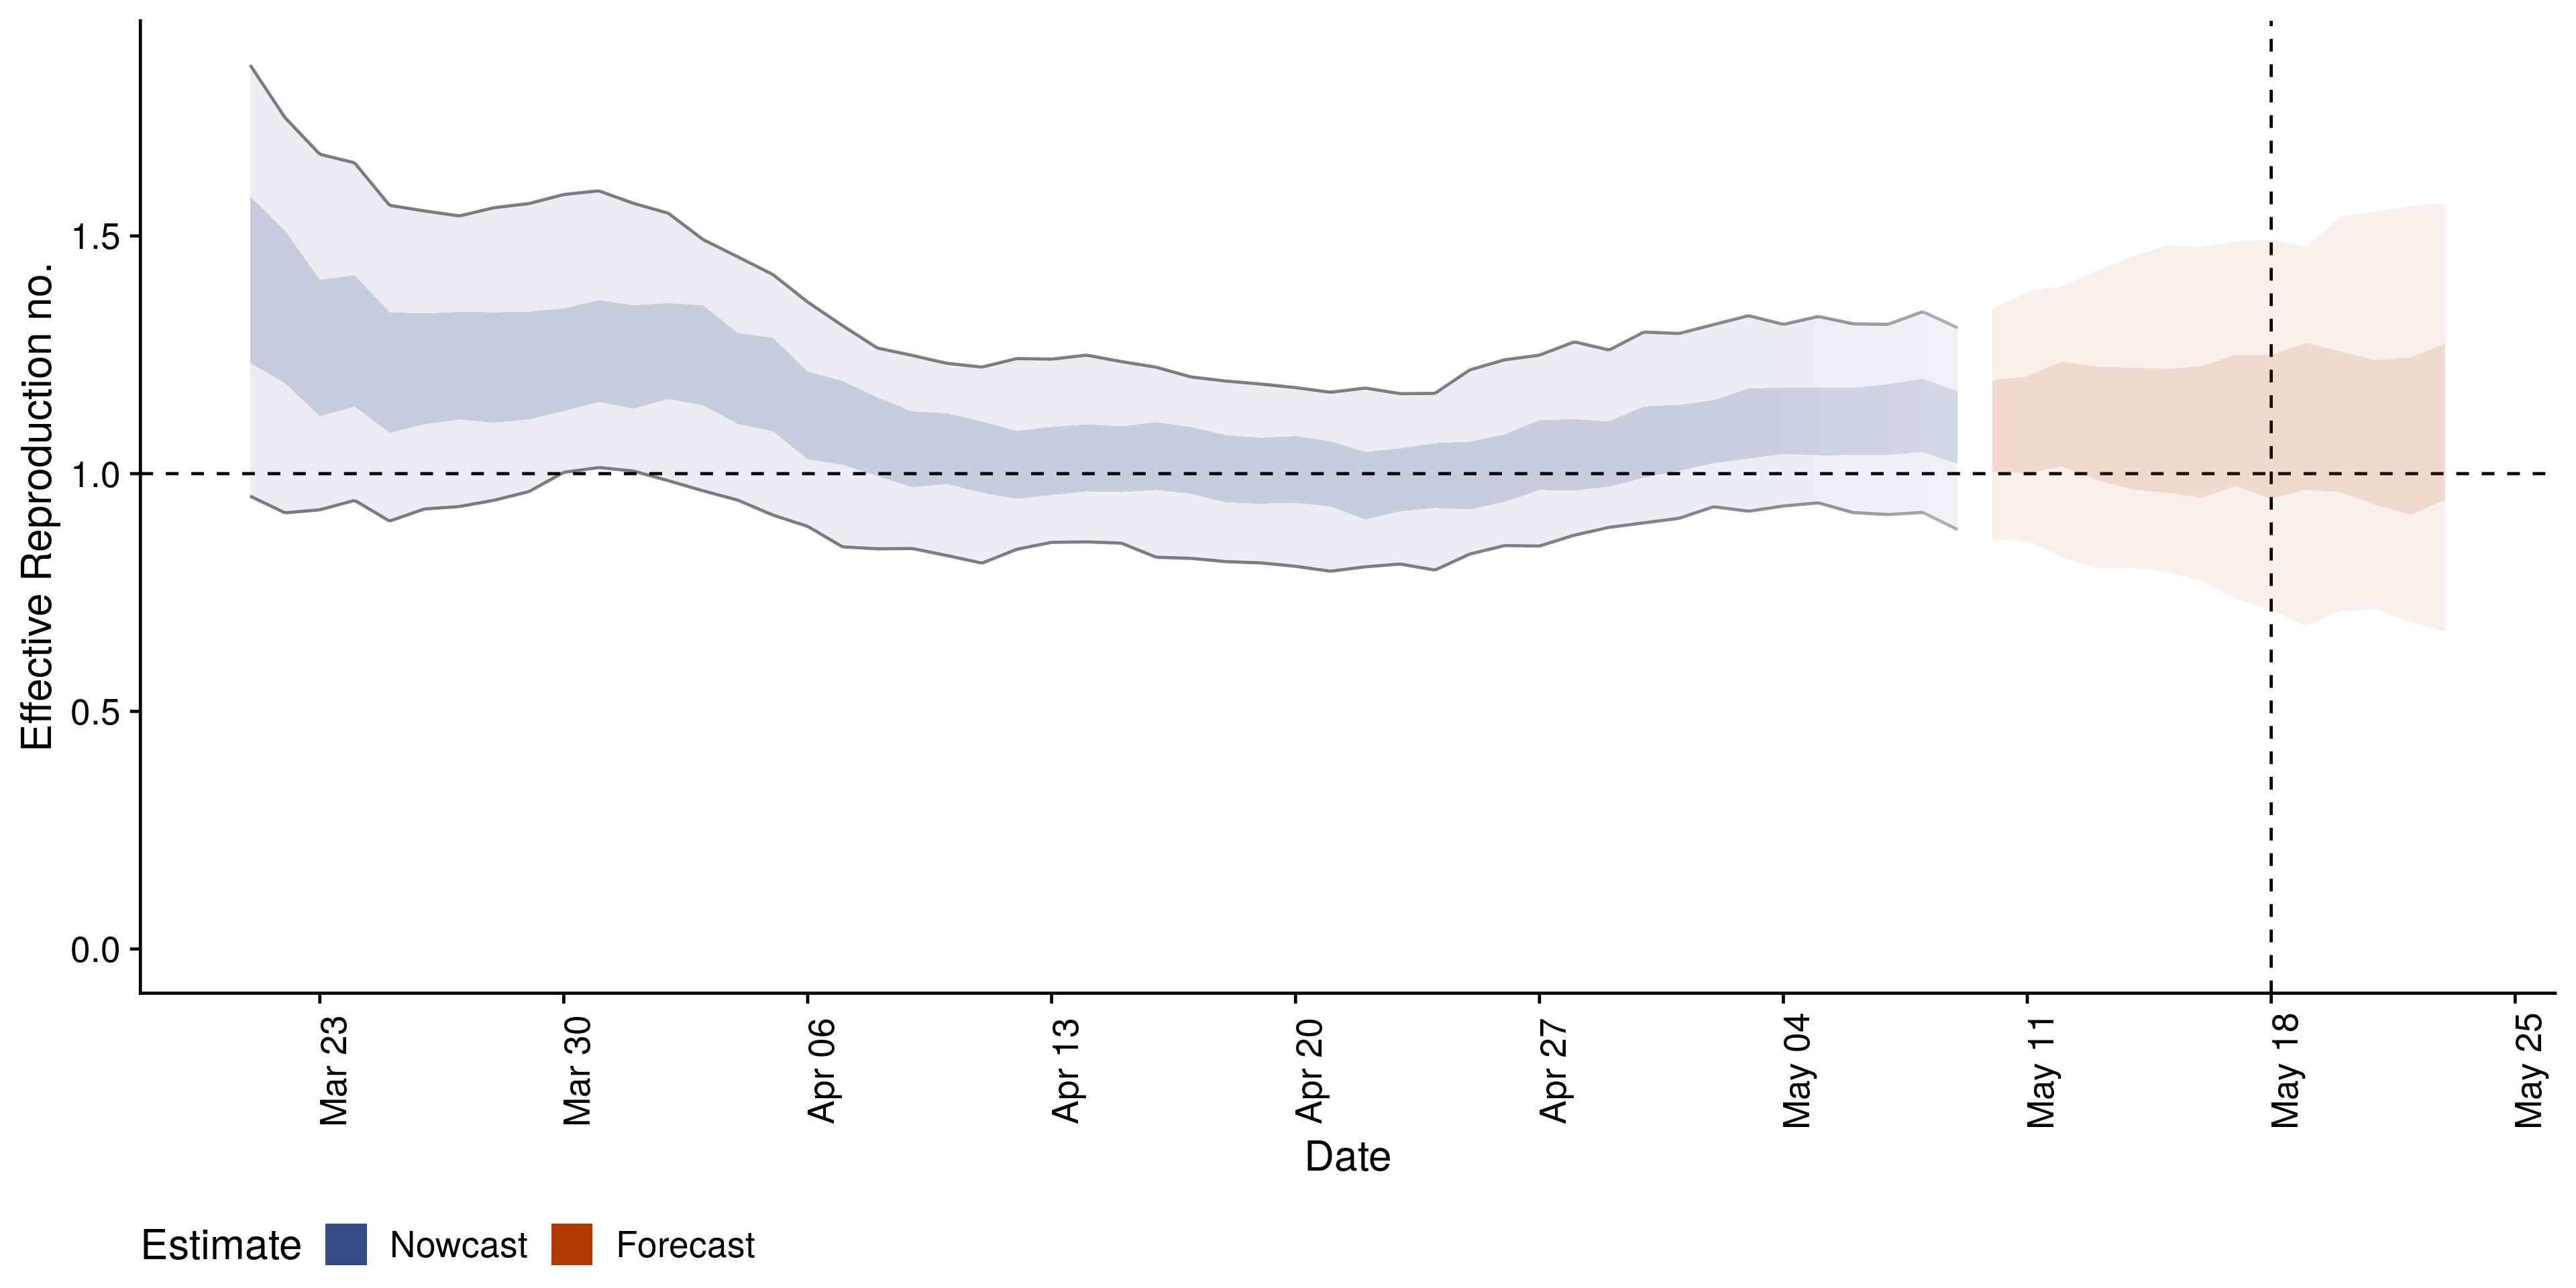 Effective Reproduction no.
1.5
1.0
0.5
0.0
Mar 23
Mar 30
Apr 06
Apr 13
Apr 20
Apr 27
May 04
May 11
May 18
May 25
Date
Estimate Nowcast Forecast